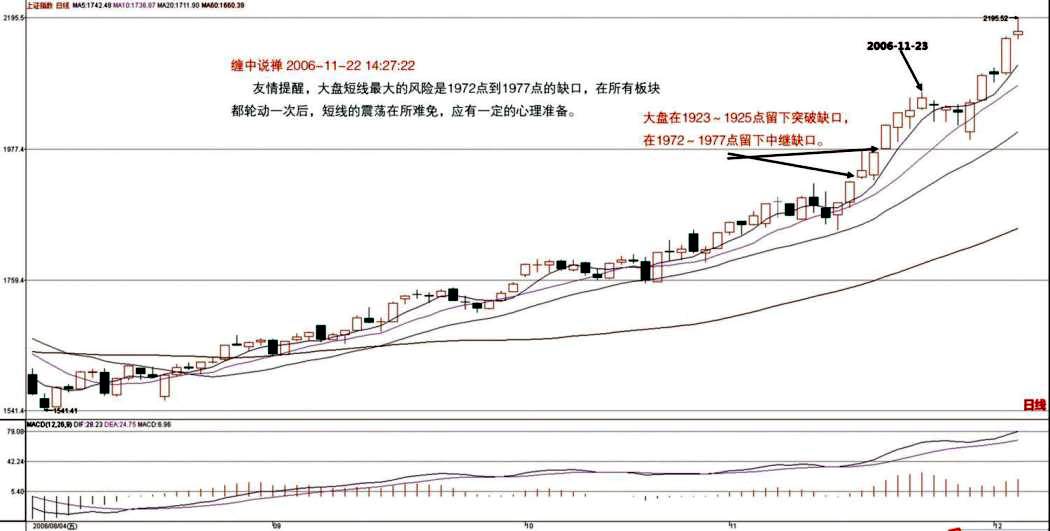 上证指数 日线 MA5:1742.48 MA10:1736.87 MA20:1711.90 MA60:1660.39
2195.5
2195.52
2006-11-23
缠中说禅 2006-11-22 14:27:22
友情提醒，大盘短线最大的风险是1972点到1977点的缺口，在所有板块
都轮动一次后，短线的震荡在所难免，应有一定的心理准备。
大盘在1923～1925点留下突破缺口，
在1972～1977点留下中继缺口。
1977.4
1759.4
1541.4
1541.41
日线
MACD(12,26,9) DIF:28.23 DEA:24.75 MACD:6.96
79.08
42.24
5.40
2006/08/04(五)
09
10
11
12